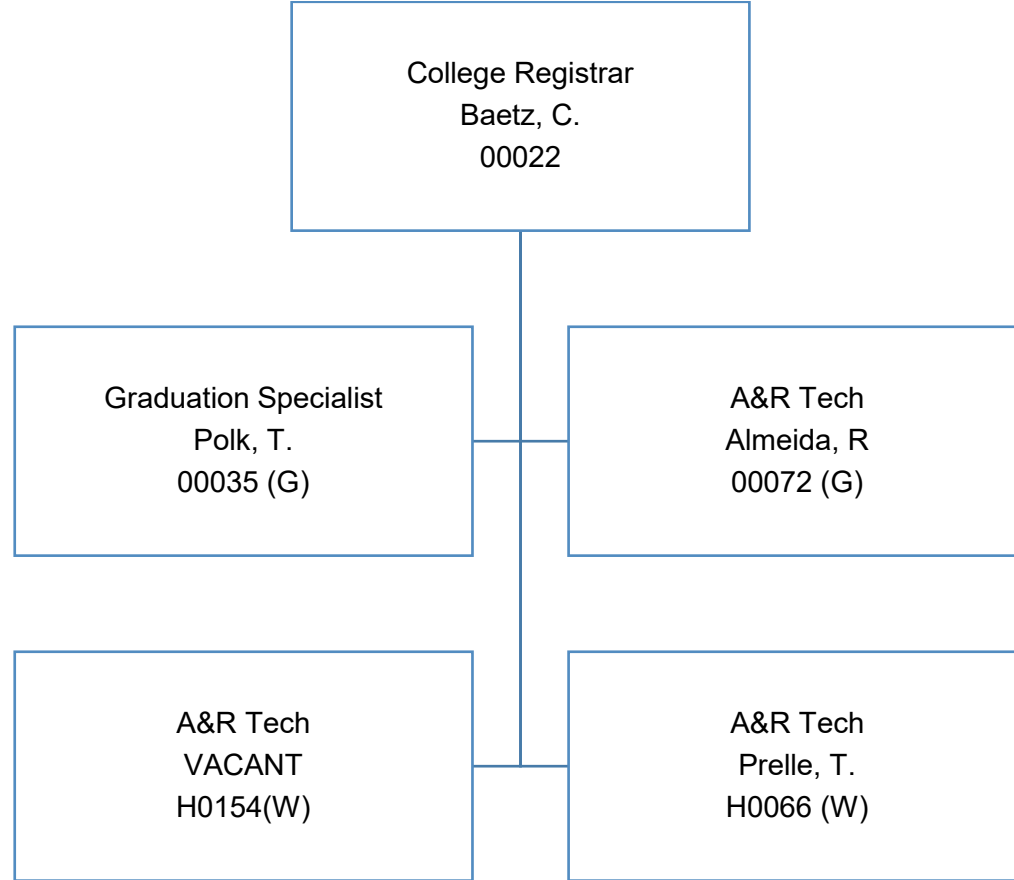 College Registrar
Baetz, C.
00022
Graduation Specialist
Polk, T.
00035 (G)
A&R Tech
Almeida, R
00072 (G)
A&R Tech
VACANT
H0154(W)
A&R Tech
Prelle, T.
H0066 (W)